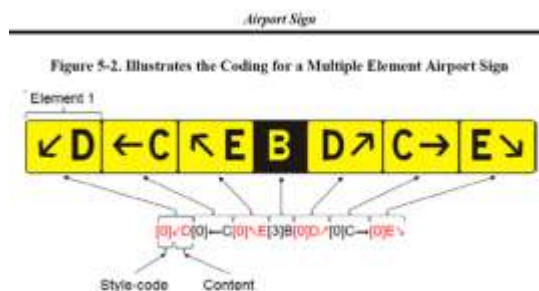 Airport Sign
Figure 5-2. Illustrates the Coding for a Multiple Element Airport Sign
Element 1
↙D ←C ↖E B D↗ C→ E↘
[0]↙D[0]←C[0]↖E[3]B[0]D↗[0]C→[0]E↘
Style-code Content